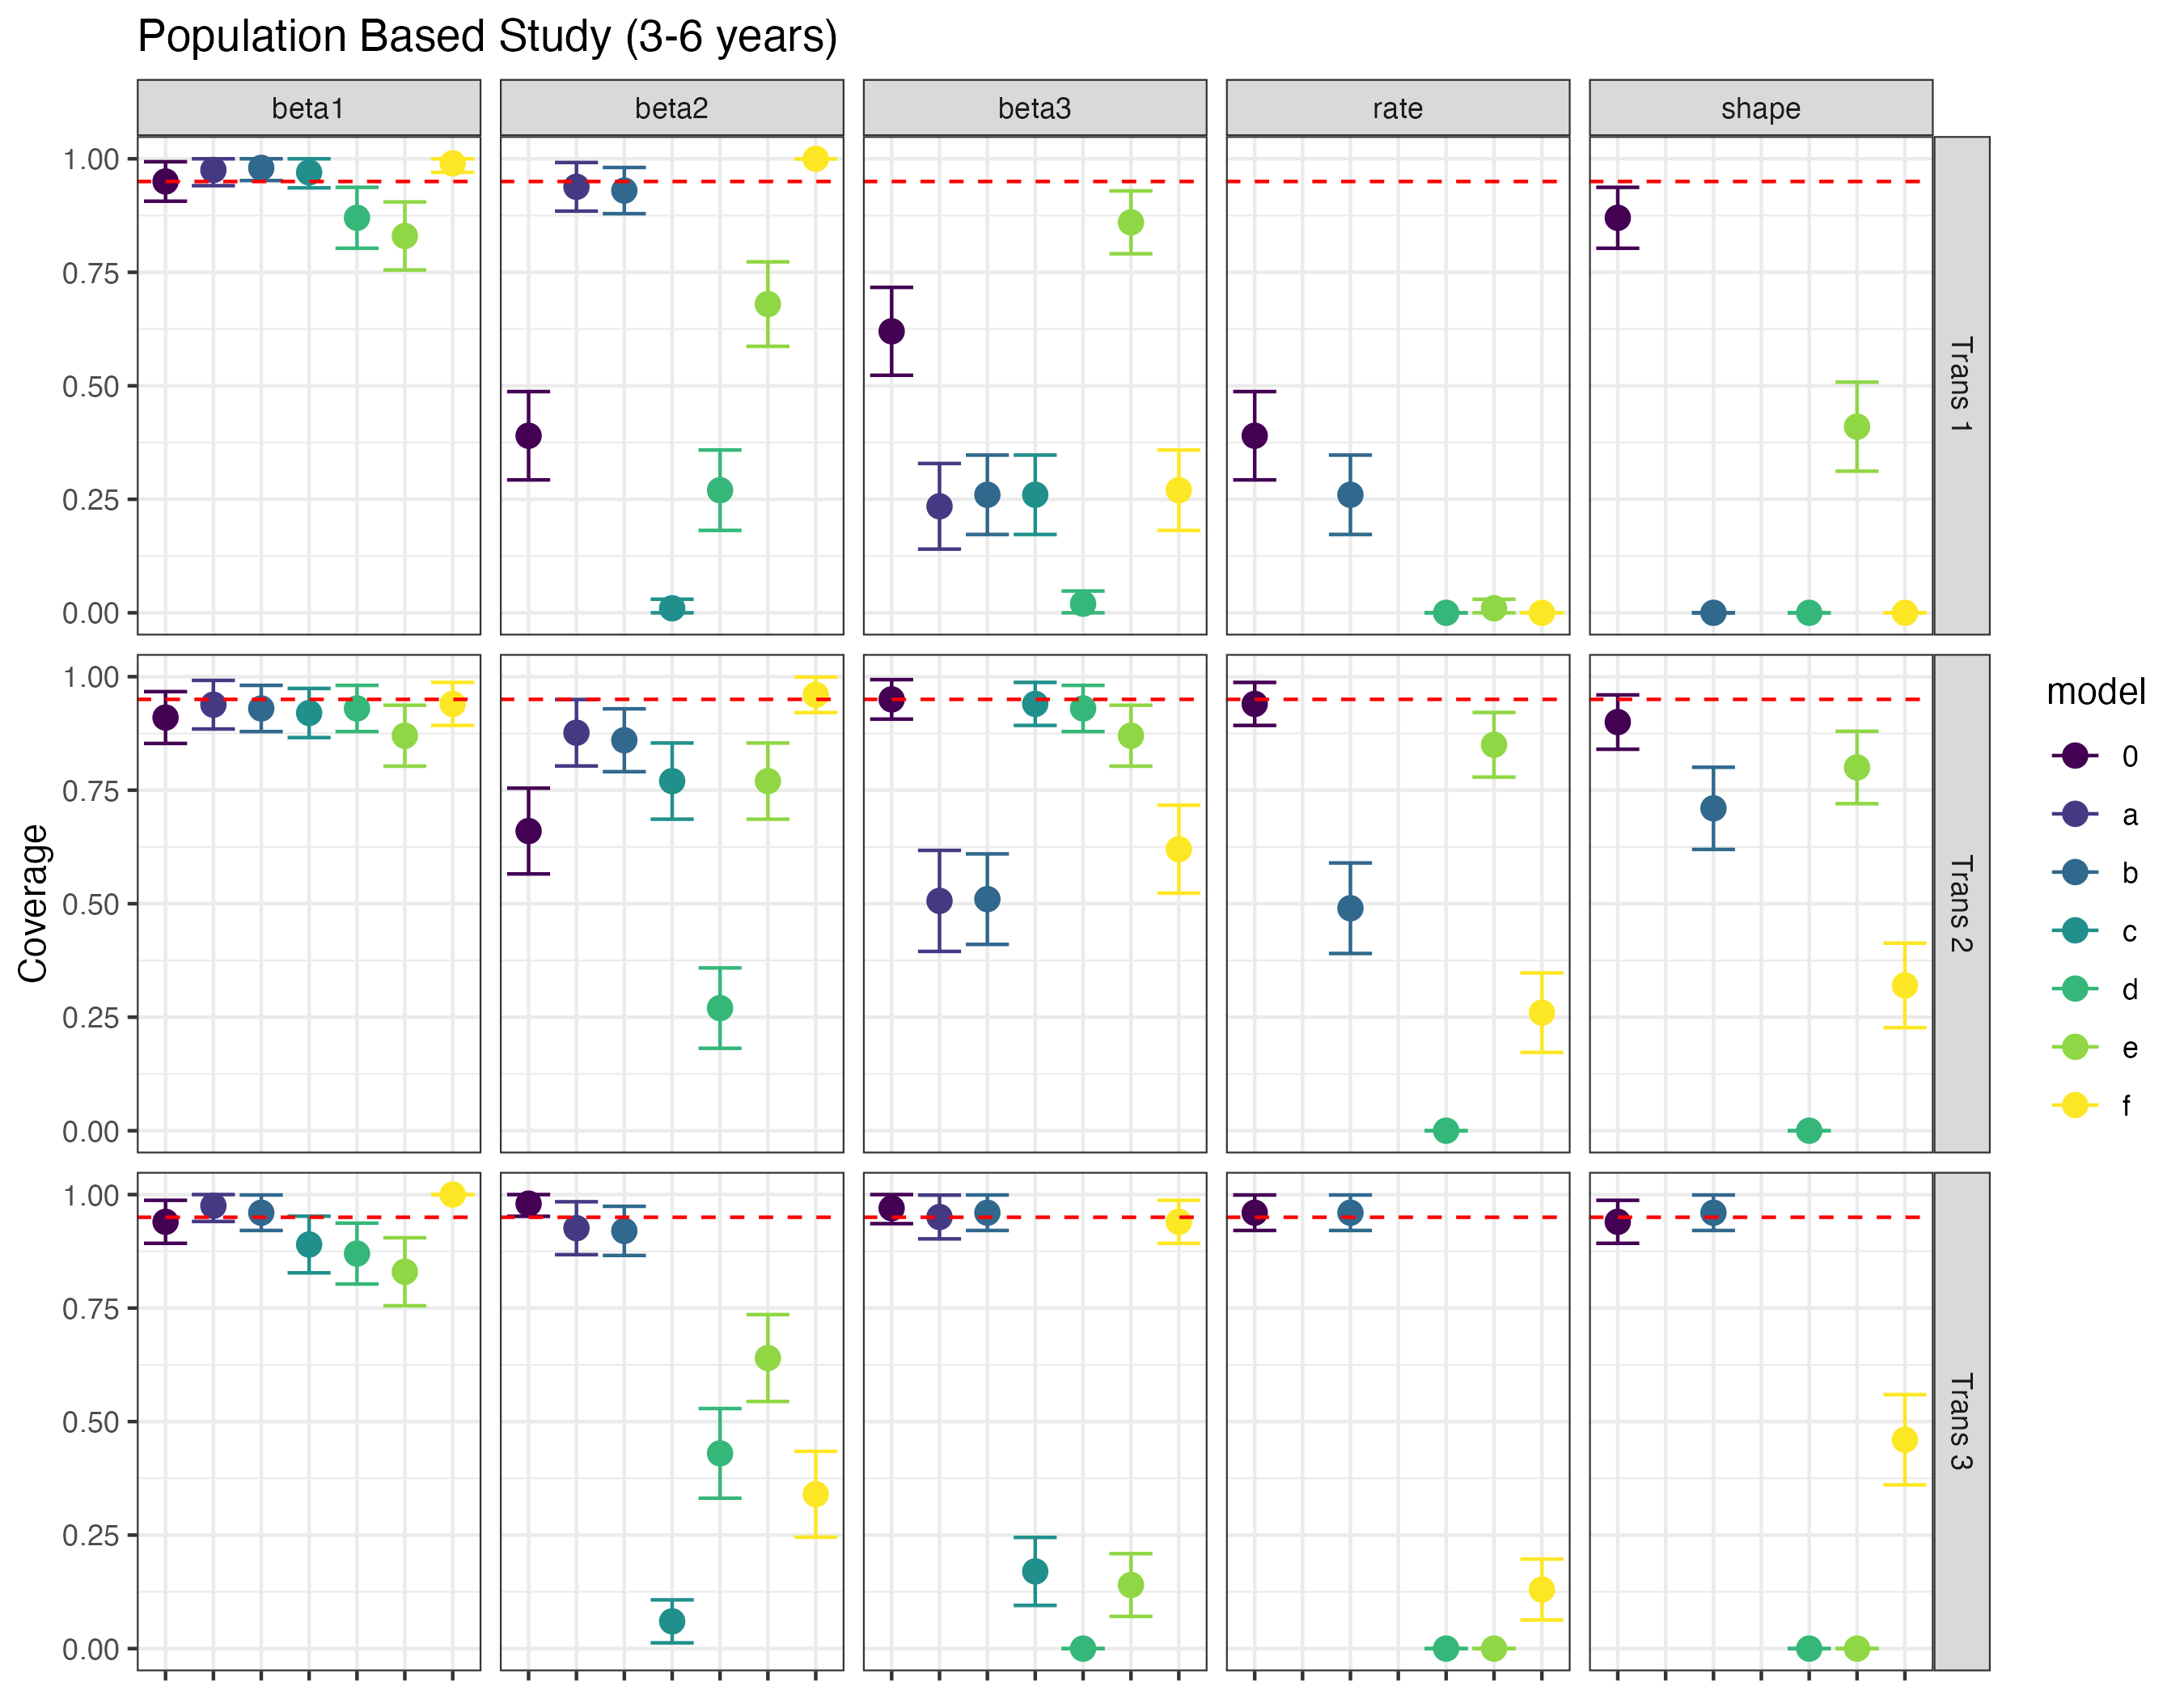 Population Based Study (3-6 years)
beta1 beta2 beta3 rate shape
1.00
0.75
0.50
0.25
0.00
Trans 1
1.00
0.75
0.50
0.25
0.00
Trans 2
1.00
0.75
0.50
0.25
0.00
Trans 3
Coverage
model
0
a
b
c
d
e
f